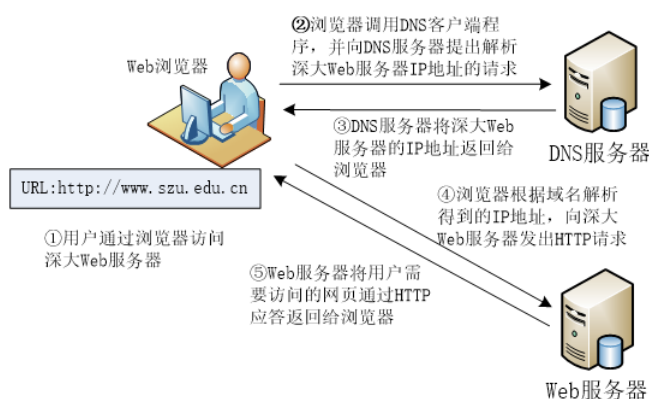 ②浏览器调用DNS客户端程
序，并向DNS服务器提出解析
深大Web服务器IP地址的请求
Web浏览器
③DNS服务器将深大Web
服务器的IP地址返回给
浏览器
DNS服务器
URL:http://www.szu.edu.cn
④浏览器根据域名解析
得到的IP地址，向深大
Web服务器发出HTTP请求
①用户通过浏览器访问
深大Web服务器
⑤Web服务器将用户需
要访问的网页通过HTTP
应答返回给浏览器
Web服务器